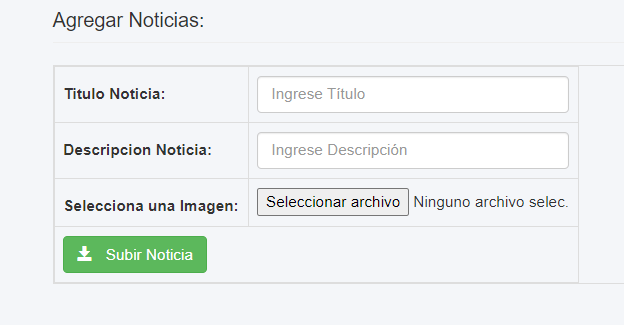 Agregar Noticias:
Titulo Noticia: Ingrese Título
Descripcion Noticia: Ingrese Descripción
Selecciona una Imagen: Seleccionar archivo Ninguno archivo selec.
Subir Noticia